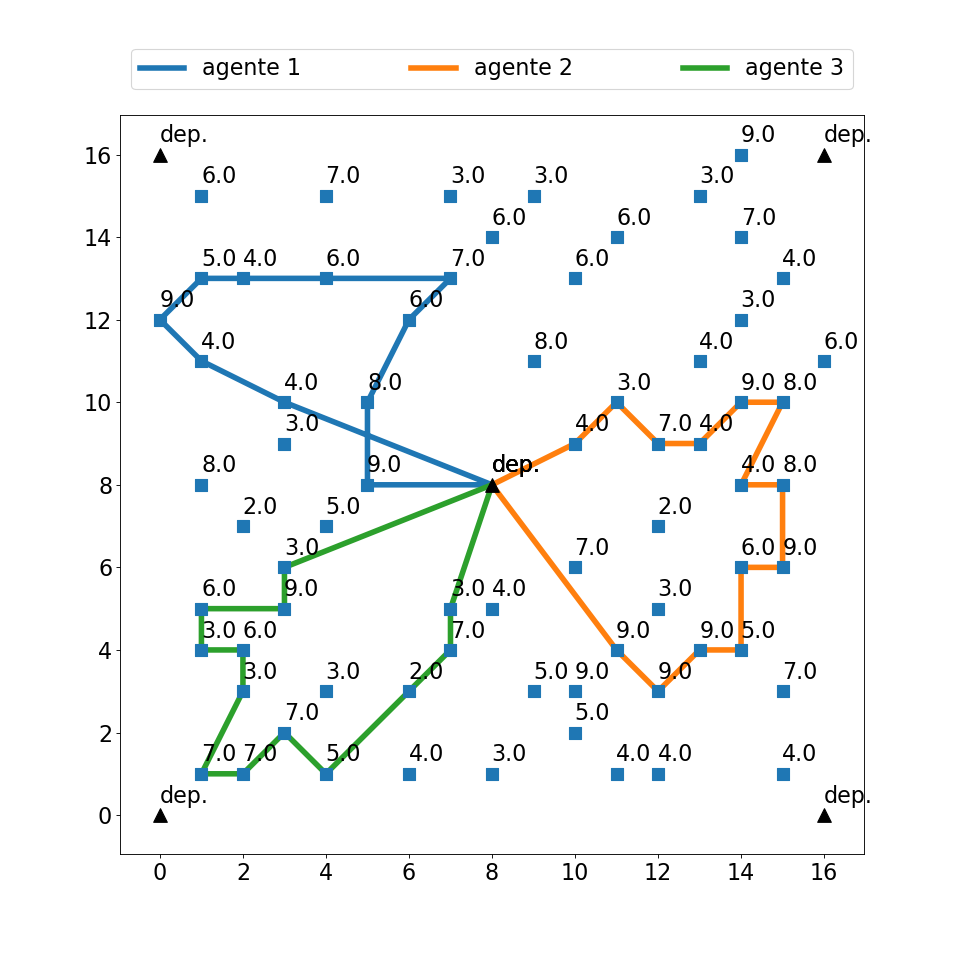 agente 1 agente 2 agente 3
9.0
dep. dep.
16
6.0 7.0 3.0 3.0 3.0
6.0 6.0 7.0
14
5.0 4.0 6.0 7.0 6.0 4.0
9.0 6.0 3.0
12
4.0 8.0 4.0 6.0
4.0 8.0 3.0 9.0 8.0
10
3.0 4.0 7.0 4.0
8.0 9.0 dep. 4.0 8.0
8
2.0 5.0 2.0
3.0 7.0 6.0 9.0
6
6.0 9.0 3.0 4.0 3.0
3.0 6.0 7.0 9.0 9.0 5.0
4
3.0 3.0 2.0 5.0 9.0 9.0 7.0
7.0 5.0
2
7.0 7.0 5.0 4.0 3.0 4.0 4.0 4.0
dep. dep.
0
0 2 4 6 8 10 12 14 16